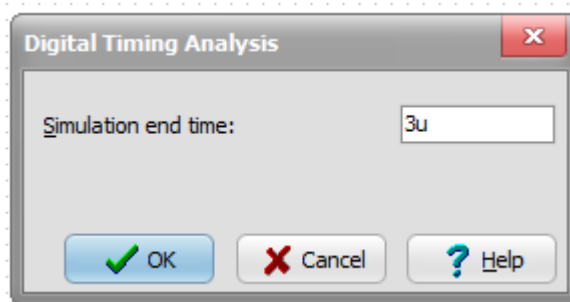 Digital Timing Analysis
Simulation end time: 3u
OK Cancel Help